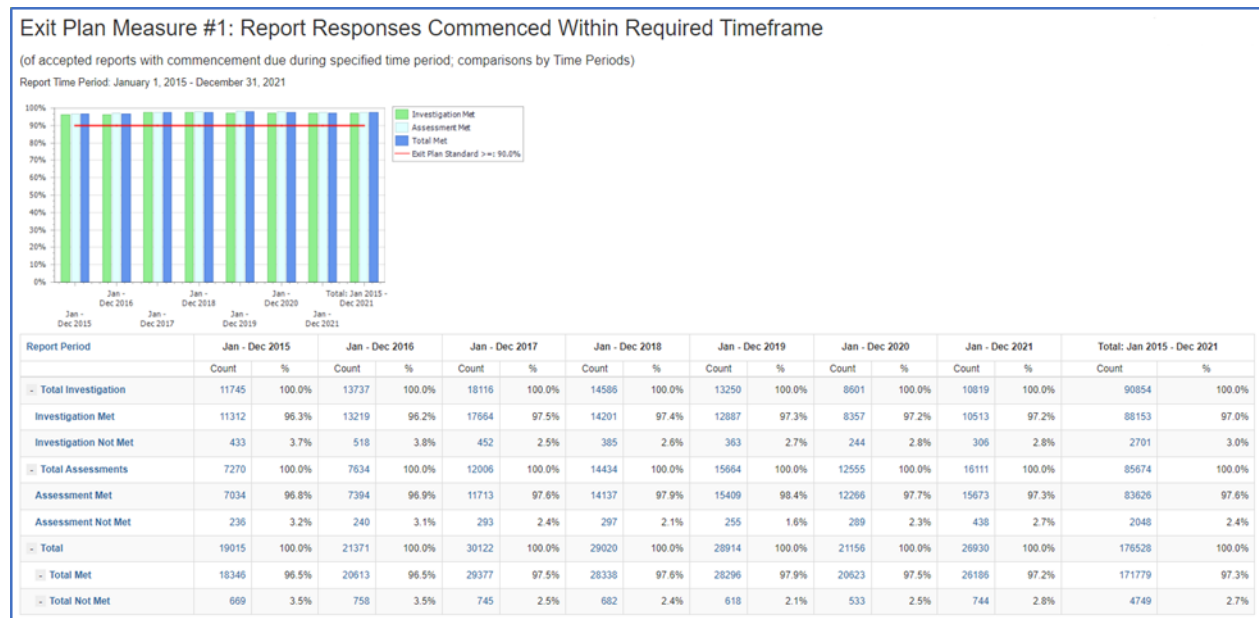 Exit Plan Measure #1: Report Responses Commenced Within Required Timeframe
(of accepted reports with commencement due during specified time period; comparisons by Time Periods)
Report Time Period: January 1, 2015 - December 31, 2021
100%
90%
80%
70%
60%
50%
40%
30%
20%
10%
0%
Investigation Met
Assessment Met
Total Met
Exit Plan Standard >=: 90.0%
Jan - Dec 2015
Jan - Dec 2016
Jan - Dec 2017
Jan - Dec 2018
Jan - Dec 2019
Jan - Dec 2020
Jan - Dec 2021
Total: Jan 2015 - Dec 2021
Report Period Jan - Dec 2015 Jan - Dec 2016 Jan - Dec 2017 Jan - Dec 2018 Jan - Dec 2019 Jan - Dec 2020 Jan - Dec 2021 Total: Jan 2015 - Dec 2021
Count % Count % Count % Count % Count % Count % Count % Count %
- Total Investigation 11745 100.0% 13737 100.0% 18116 100.0% 14586 100.0% 13250 100.0% 8601 100.0% 10819 100.0% 90854 100.0%
Investigation Met 11312 96.3% 13219 96.2% 17664 97.5% 14201 97.4% 12887 97.3% 8357 97.2% 10513 97.2% 88153 97.0%
Investigation Not Met 433 3.7% 518 3.8% 452 2.5% 385 2.6% 363 2.7% 244 2.8% 306 2.8% 2701 3.0%
- Total Assessments 7270 100.0% 7634 100.0% 12006 100.0% 14434 100.0% 15664 100.0% 12555 100.0% 16111 100.0% 85674 100.0%
Assessment Met 7034 96.8% 7394 96.9% 11713 97.6% 14137 97.9% 15409 98.4% 12266 97.7% 15673 97.3% 83626 97.6%
Assessment Not Met 236 3.2% 240 3.1% 293 2.4% 297 2.1% 255 1.6% 289 2.3% 438 2.7% 2048 2.4%
- Total 19015 100.0% 21371 100.0% 30122 100.0% 29020 100.0% 28914 100.0% 21156 100.0% 26930 100.0% 176528 100.0%
- Total Met 18346 96.5% 20613 96.5% 29377 97.5% 28338 97.6% 28296 97.9% 20623 97.5% 26186 97.2% 171779 97.3%
- Total Not Met 669 3.5% 758 3.5% 745 2.5% 682 2.4% 618 2.1% 533 2.5% 744 2.8% 4749 2.7%